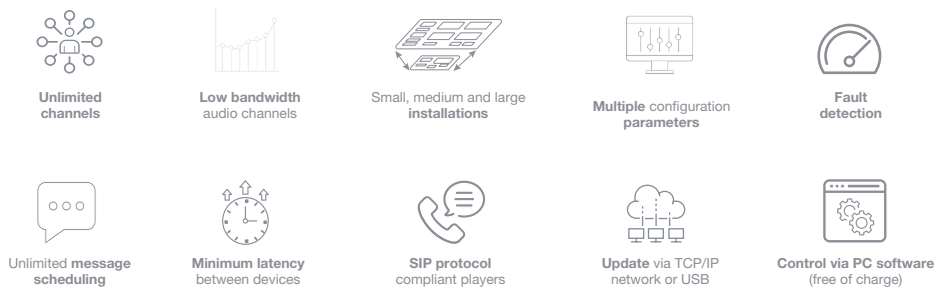 Unlimited
channels
Low bandwidth
audio channels
Small, medium and large
installations
Multiple configuration
parameters
Fault
detection
Unlimited message
scheduling
Minimum latency
between devices
SIP protocol
compliant players
Update via TCP/IP
network or USB
Control via PC software
(free of charge)